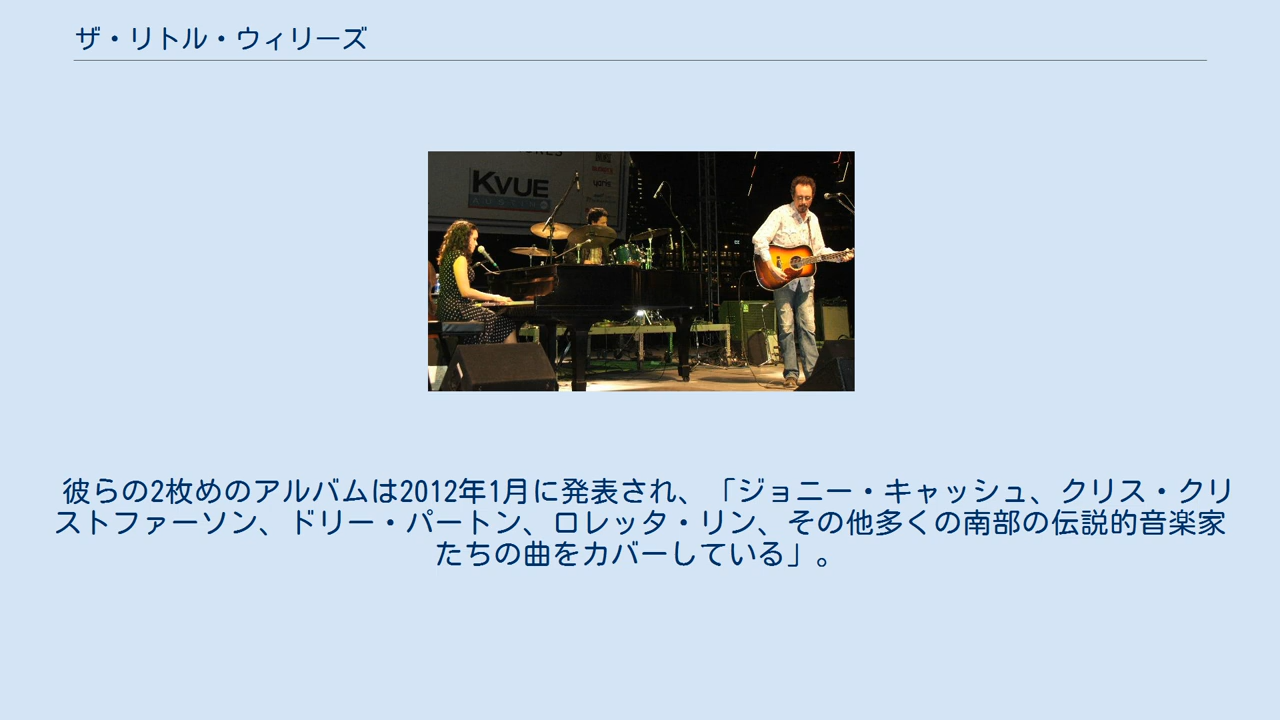 ザ・リトル・ウィリーズ
KVUE
AUSTIN
彼らの2枚めのアルバムは2012年1月に発表され、「ジョニー・キャッシュ、クリス・クリ
ストファーソン、ドリー・パートン、ロレッタ・リン、その他多くの南部の伝説的音楽家
たちの曲をカバーしている」。